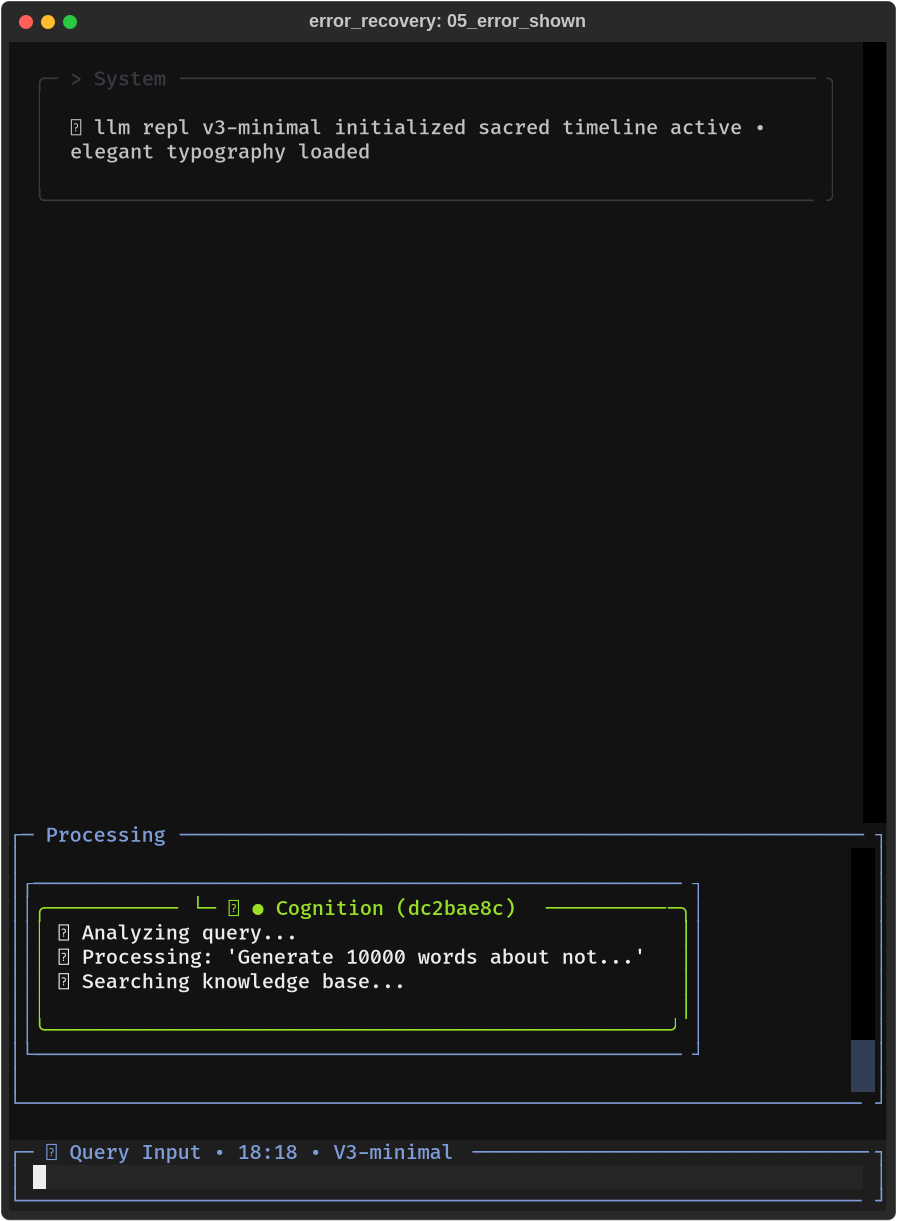 error_recovery: 05_error_shown
> System
llm repl v3-minimal initialized sacred timeline active •
elegant typography loaded
Processing
└─ ● Cognition (dc2bae8c)
Analyzing query...
Processing: 'Generate 10000 words about not...'
Searching knowledge base...
Query Input • 18:18 • V3-minimal